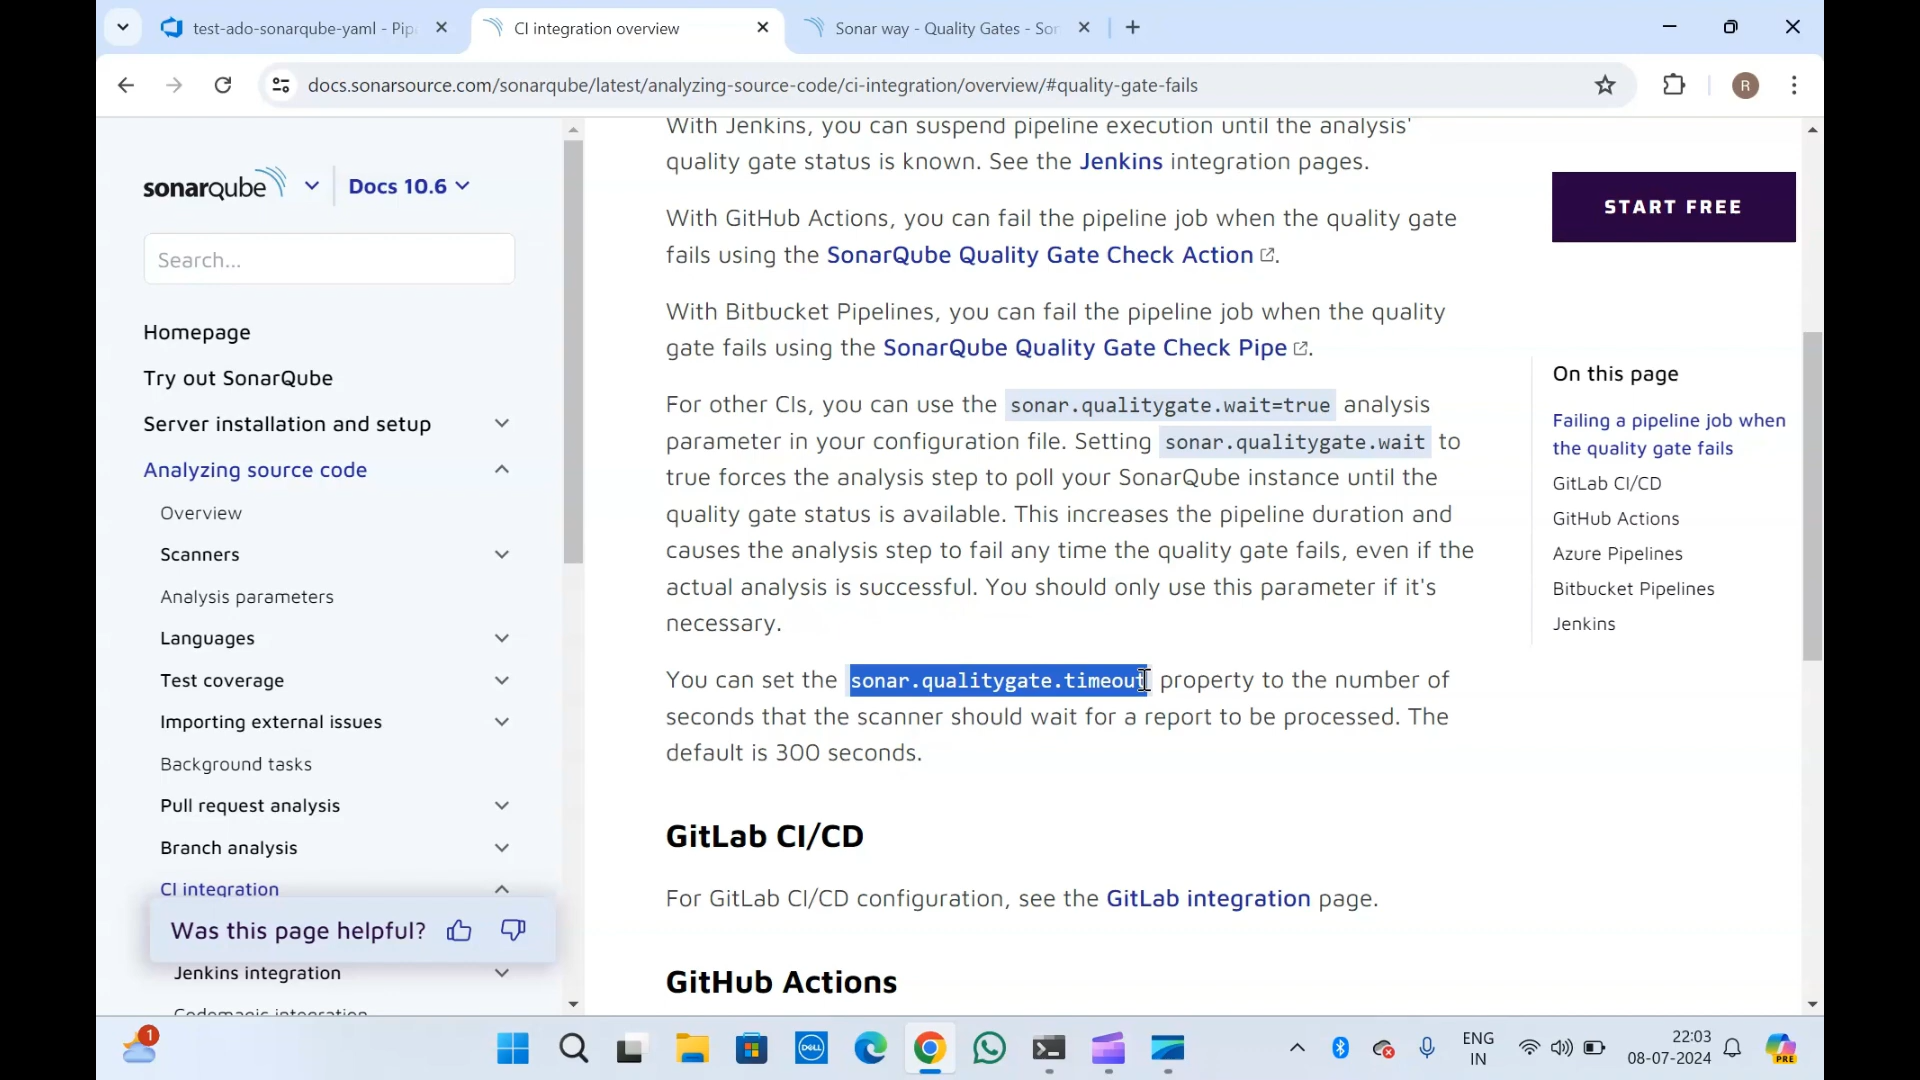 test-ado-sonarqube-yaml - Pip
CI integration overview
Sonar way - Quality Gates - Son
docs.sonarsource.com/sonarqube/latest/analyzing-source-code/ci-integration/overview/#quality-gate-fails
R
sonarqube
Docs 10.6
Search...
Homepage
Try out SonarQube
Server installation and setup
Analyzing source code
Overview
Scanners
Analysis parameters
Languages
Test coverage
Importing external issues
Background tasks
Pull request analysis
Branch analysis
CI integration
Was this page helpful?
Jenkins integration
Codemagic integration
With Jenkins, you can suspend pipeline execution until the analysis'
quality gate status is known. See the Jenkins integration pages.
With GitHub Actions, you can fail the pipeline job when the quality gate
fails using the SonarQube Quality Gate Check Action.
With Bitbucket Pipelines, you can fail the pipeline job when the quality
gate fails using the SonarQube Quality Gate Check Pipe.
For other CIs, you can use the sonar.qualitygate.wait=true analysis
parameter in your configuration file. Setting sonar.qualitygate.wait to
true forces the analysis step to poll your SonarQube instance until the
quality gate status is available. This increases the pipeline duration and
causes the analysis step to fail any time the quality gate fails, even if the
actual analysis is successful. You should only use this parameter if it's
necessary.
You can set the sonar.qualitygate.timeout property to the number of
seconds that the scanner should wait for a report to be processed. The
default is 300 seconds.
GitLab CI/CD
For GitLab CI/CD configuration, see the GitLab integration page.
GitHub Actions
START FREE
On this page
Failing a pipeline job when
the quality gate fails
GitLab CI/CD
GitHub Actions
Azure Pipelines
Bitbucket Pipelines
Jenkins
1
DELL
ENG
IN
22:03
08-07-2024
PRE